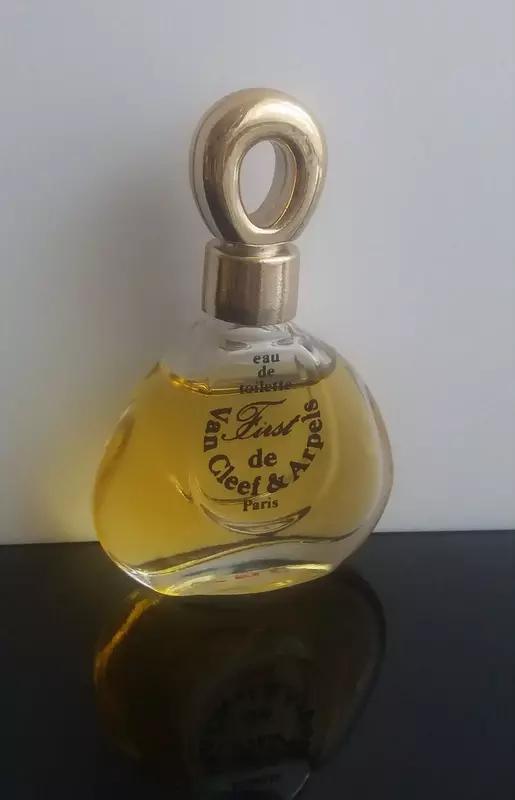 eau
de
toilette
First
de
Van Cleef & Arpels
Paris